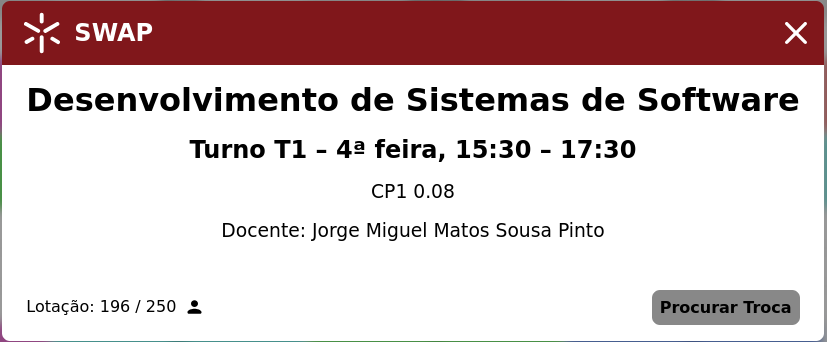 SWAP
Desenvolvimento de Sistemas de Software
Turno T1 – 4ª feira, 15:30 – 17:30
CP1 0.08
Docente: Jorge Miguel Matos Sousa Pinto
Lotação: 196 / 250
Procurar Troca